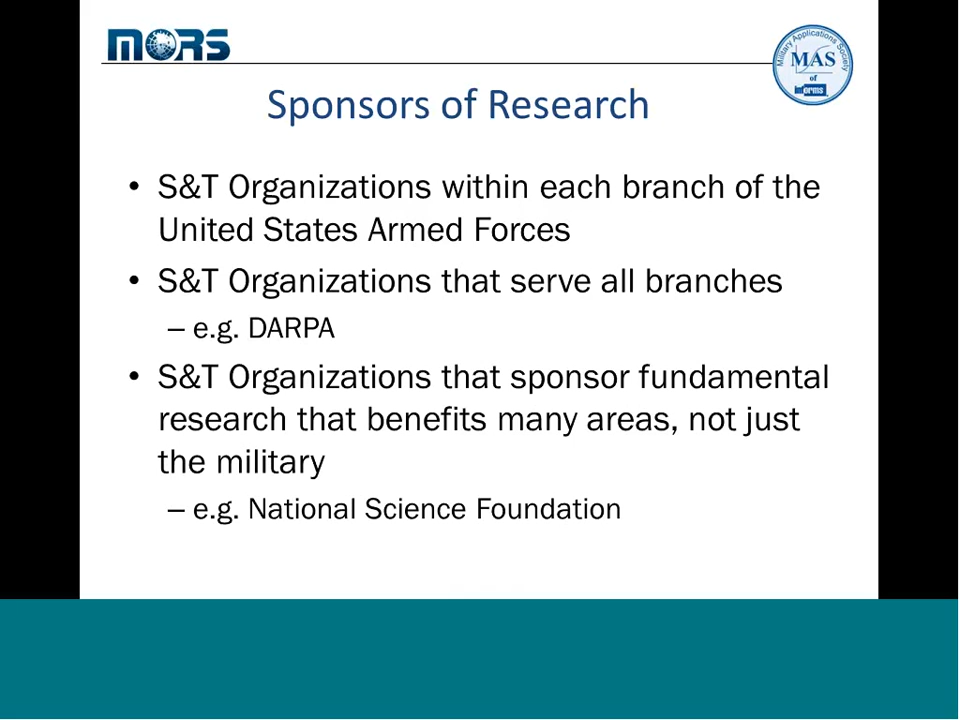 MORS
Military Applications Society
MAS
of
informs
Sponsors of Research
• S&T Organizations within each branch of the
United States Armed Forces
• S&T Organizations that serve all branches
– e.g. DARPA
• S&T Organizations that sponsor fundamental
research that benefits many areas, not just
the military
– e.g. National Science Foundation